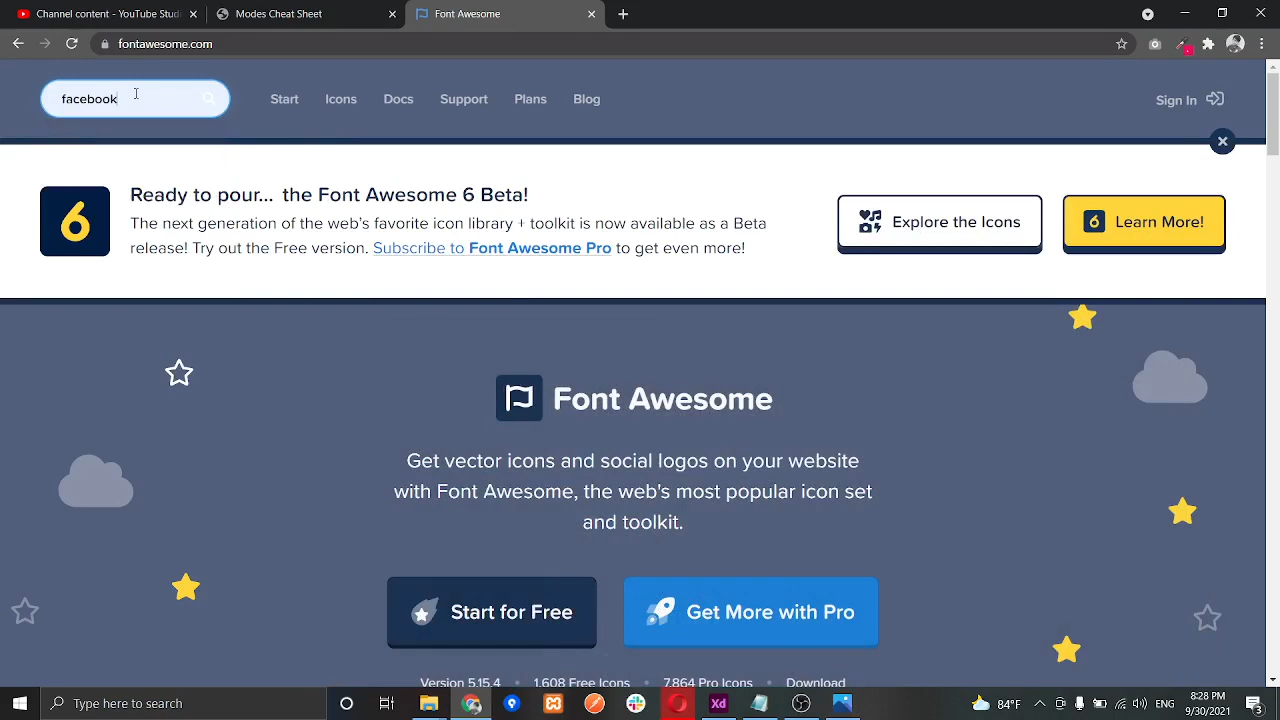 Channel content - YouTube Stud
Modes Cheat Sheet
Font Awesome
fontawesome.com
facebook
Start
Icons
Docs
Support
Plans
Blog
Sign In
6
Ready to pour... the Font Awesome 6 Beta!
The next generation of the web's favorite icon library + toolkit is now available as a Beta
release! Try out the Free version. Subscribe to Font Awesome Pro to get even more!
Explore the Icons
6 Learn More!
Font Awesome
Get vector icons and social logos on your website
with Font Awesome, the web's most popular icon set
and toolkit.
Start for Free
Get More with Pro
Version 5.15.4 • 1,608 Free Icons • 7,864 Pro Icons • Download
Type here to search
Xd
84°F
ENG
8:28 PM
9/30/2021
3